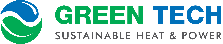 GREEN TECH
SUSTAINABLE HEAT & POWER